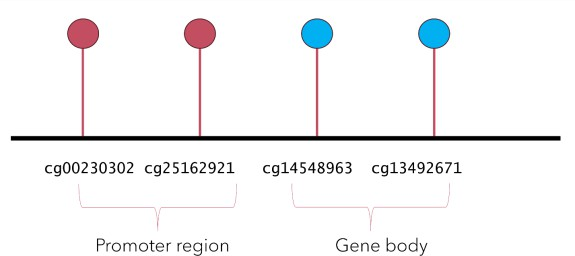 cg00230302 cg25162921 cg14548963 cg13492671
Promoter region Gene body